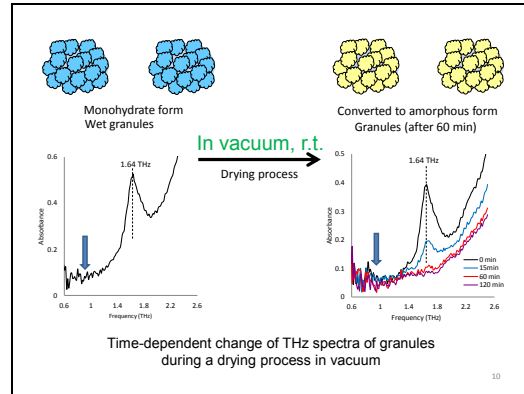 Monohydrate form
Wet granules
In vacuum, r.t.
Drying process
Converted to amorphous form
Granules (after 60 min)
0.6
0.4
0.2
0
Absorbance
1.64 THz
0.6
1
1.4
1.8
2.2
2.6
Frequency (THz)
0.5
0.4
0.3
0.2
0.1
0
Absorbance
1.64 THz
0 min
15min
60 min
120 min
0.6
1
1.4
1.8
2.2
2.6
Frequency (THz)
Time-dependent change of THz spectra of granules
during a drying process in vacuum
10